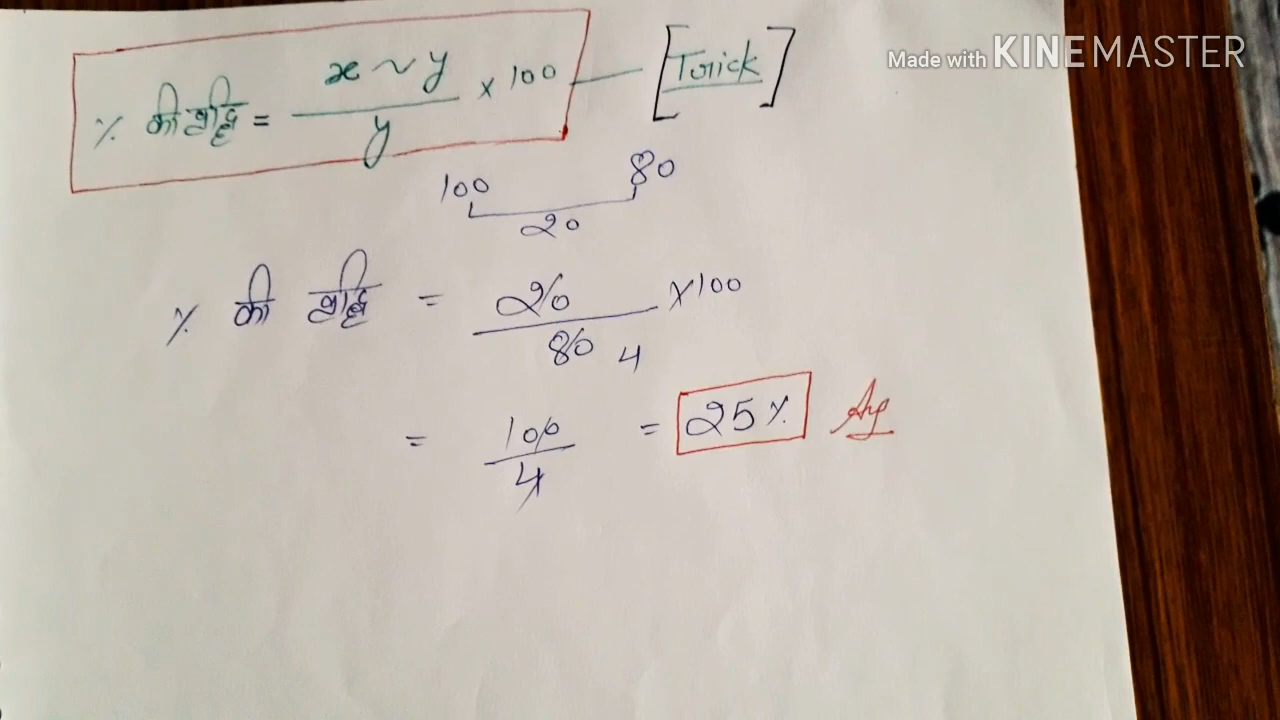 Made with KINEMASTER
% की वृद्धि = x ~ y / y × 100 — [Trick]
100 80
20
% की वृद्धि = 20 / 80 × 100
4
= 100 / 4 = 25% Ans